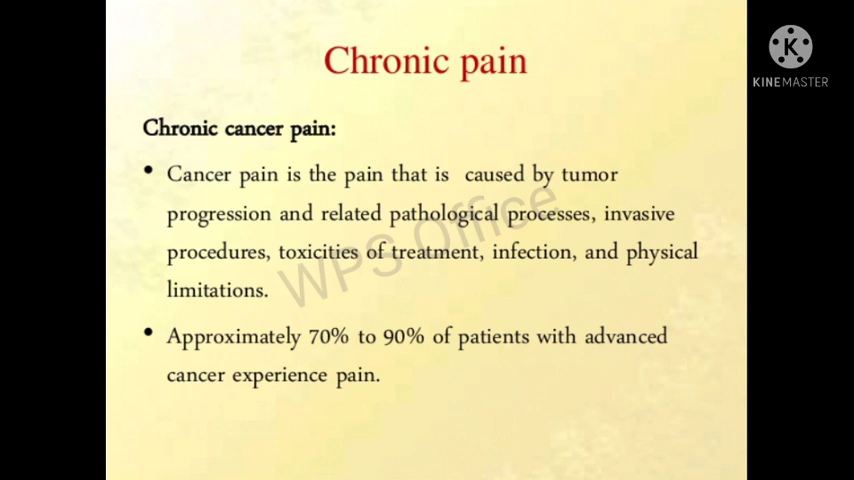 Chronic pain
KINEMASTER
Chronic cancer pain:
• Cancer pain is the pain that is caused by tumor
progression and related pathological processes, invasive
procedures, toxicities of treatment, infection, and physical
limitations.
WPS Office
• Approximately 70% to 90% of patients with advanced
cancer experience pain.